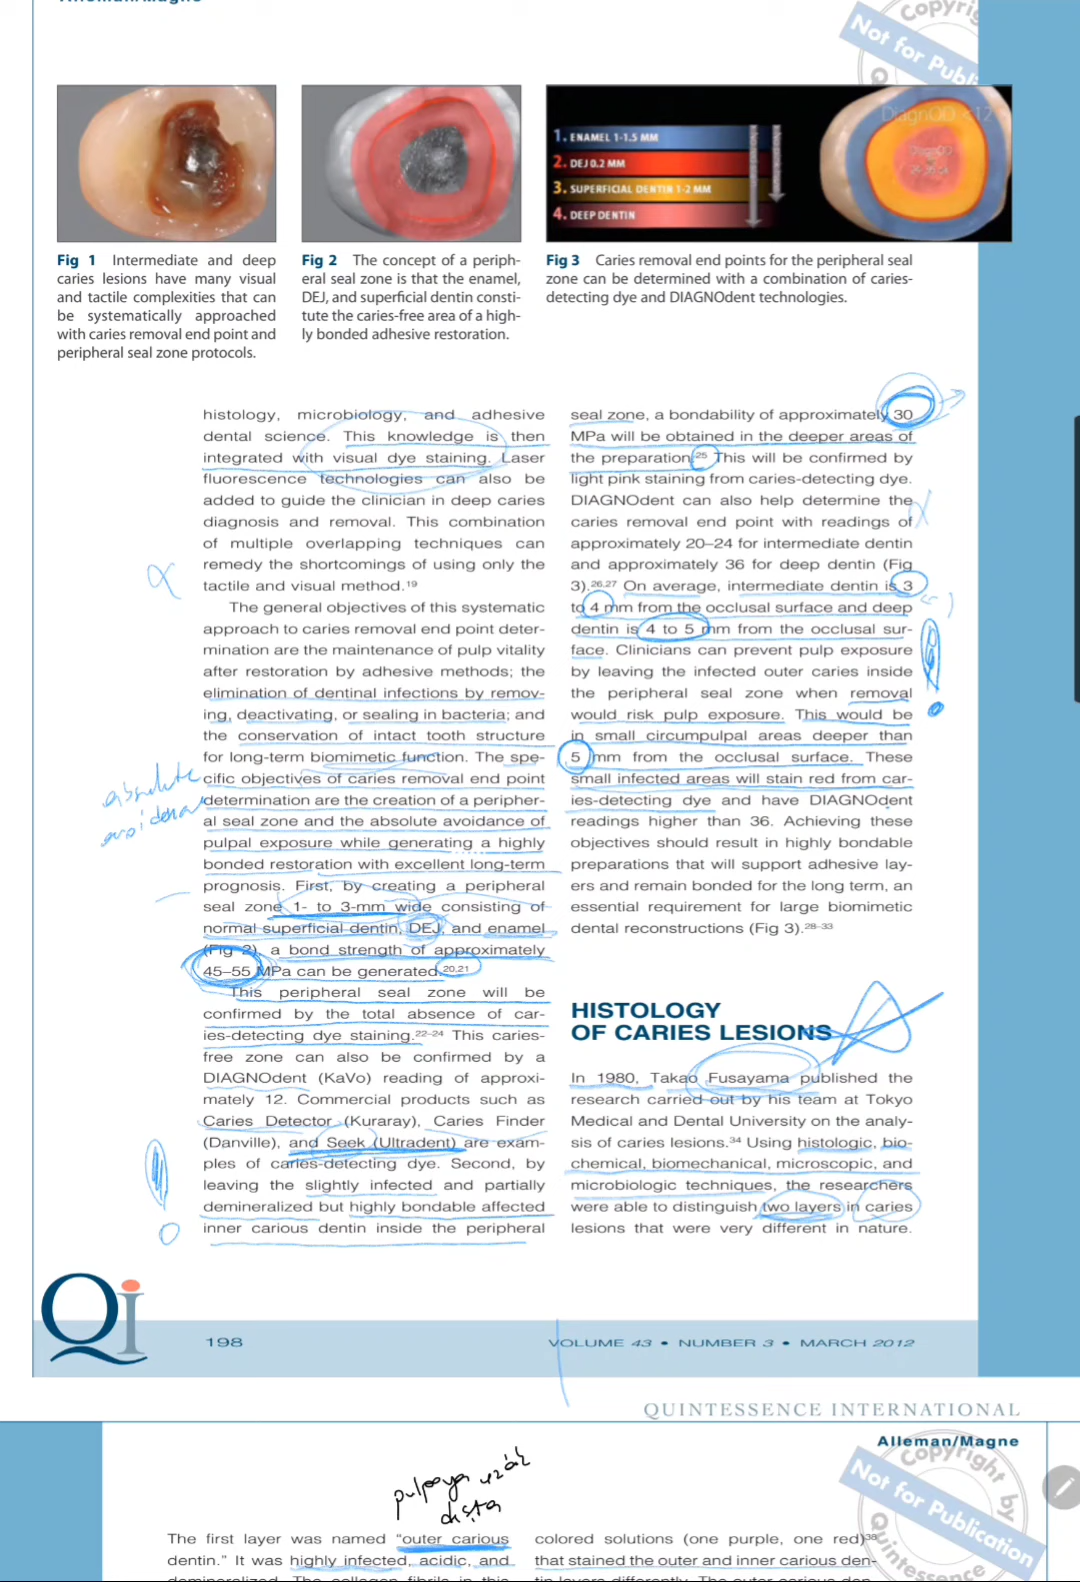 Alleman/Magne
Copyrig
Not for Publi
Q
DiagnOD <12
1. ENAMEL 1-1.5 MM
2. DEJ 0.2 MM
3. SUPERFICIAL DENTIN 1-2 MM
4. DEEP DENTIN
Fig 1 Intermediate and deep
caries lesions have many visual
and tactile complexities that can
be systematically approached
with caries removal end point and
peripheral seal zone protocols.
Fig 2 The concept of a periph-
eral seal zone is that the enamel,
DEJ, and superficial dentin consti-
tute the caries-free area of a high-
ly bonded adhesive restoration.
Fig 3 Caries removal end points for the peripheral seal
zone can be determined with a combination of caries-
detecting dye and DIAGNOdent technologies.
histology, microbiology, and adhesive
dental science. This knowledge is then
integrated with visual dye staining. Laser
fluorescence technologies can also be
added to guide the clinician in deep caries
diagnosis and removal. This combination
of multiple overlapping techniques can
remedy the shortcomings of using only the
tactile and visual method.19
The general objectives of this systematic
approach to caries removal end point deter-
mination are the maintenance of pulp vitality
after restoration by adhesive methods; the
elimination of dentinal infections by remov-
ing, deactivating, or sealing in bacteria; and
the conservation of intact tooth structure
for long-term biomimetic function. The spe-
cific objectives of caries removal end point
determination are the creation of a peripher-
al seal zone and the absolute avoidance of
pulpal exposure while generating a highly
bonded restoration with excellent long-term
prognosis. First, by creating a peripheral
seal zone 1- to 3-mm wide consisting of
normal superficial dentin, DEJ, and enamel
(Fig 2), a bond strength of approximately
45–55 MPa can be generated.20,21
This peripheral seal zone will be
confirmed by the total absence of car-
ies-detecting dye staining.22–24 This caries-
free zone can also be confirmed by a
DIAGNOdent (KaVo) reading of approxi-
mately 12. Commercial products such as
Caries Detector (Kuraray), Caries Finder
(Danville), and Seek (Ultradent) are exam-
ples of caries-detecting dye. Second, by
leaving the slightly infected and partially
demineralized but highly bondable affected
inner carious dentin inside the peripheral
absolute
seal zone, a bondability of approximately 30
MPa will be obtained in the deeper areas of
the preparation.25 This will be confirmed by
light pink staining from caries-detecting dye.
DIAGNOdent can also help determine the
caries removal end point with readings of
approximately 20–24 for intermediate dentin
and approximately 36 for deep dentin (Fig
3).26,27 On average, intermediate dentin is 3
to 4 mm from the occlusal surface and deep
dentin is 4 to 5 mm from the occlusal sur-
face. Clinicians can prevent pulp exposure
by leaving the infected outer caries inside
the peripheral seal zone when removal
would risk pulp exposure. This would be
in small circumpulpal areas deeper than
5 mm from the occlusal surface. These
small infected areas will stain red from car-
ies-detecting dye and have DIAGNOdent
readings higher than 36. Achieving these
objectives should result in highly bondable
preparations that will support adhesive lay-
ers and remain bonded for the long term, an
essential requirement for large biomimetic
dental reconstructions (Fig 3).28–33
HISTOLOGY
OF CARIES LESIONS
In 1980, Takao Fusayama published the
research carried out by his team at Tokyo
Medical and Dental University on the analy-
sis of caries lesions.34 Using histologic, bio-
chemical, biomechanical, microscopic, and
microbiologic techniques, the researchers
were able to distinguish two layers in caries
lesions that were very different in nature.
Qi
198
VOLUME 43 • NUMBER 3 • MARCH 2012
QUINTESSENCE INTERNATIONAL
Alleman/Magne
Copyright by
Not for Publication
Quintessence
pulpaya uzak
The first layer was named "outer carious
dentin." It was highly infected, acidic, and
colored solutions (one purple, one red)
that stained the outer and inner carious den-